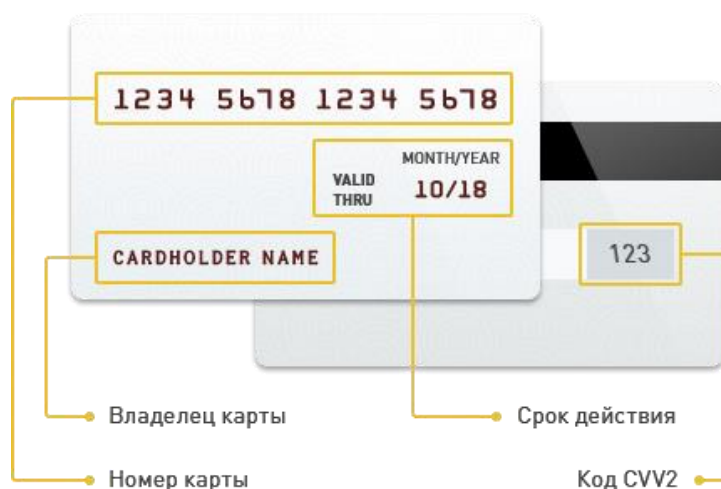 1234 5678 1234 5678
MONTH/YEAR
VALID THRU 10/18
CARDHOLDER NAME
123
Владелец карты
Срок действия
Номер карты
Код CVV2